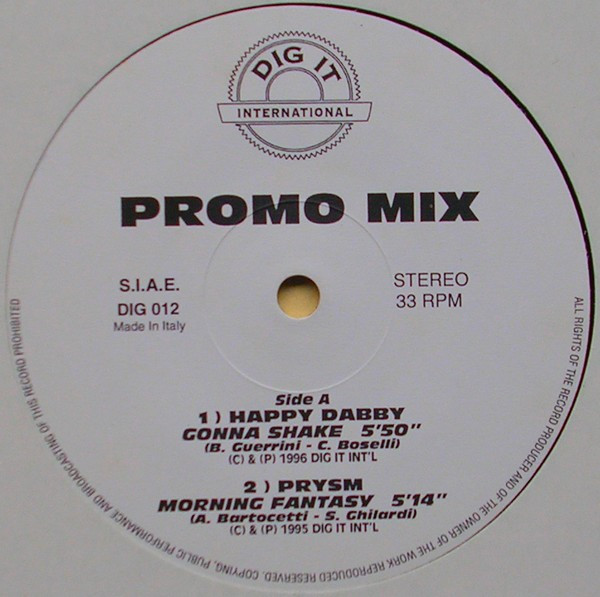 DIG IT
INTERNATIONAL
PROMO MIX
S.I.A.E.
DIG 012
Made In Italy
STEREO
33 RPM
Side A
1) HAPPY DABBY
GONNA SHAKE 5'50"
(B. Guerrini - C. Boselli)
(C) & (P) 1996 DIG IT INT'L
2) PRYSM
MORNING FANTASY 5'14"
(A. Bartocetti - S. Ghilardi)
(C) & (P) 1995 DIG IT INT'L
ALL RIGHTS OF THE RECORD PRODUCER AND OF THE OWNER OF THE WORK REPRODUCED RESERVED. COPYING, PUBLIC PERFORMANCE AND BROADCASTING OF THIS RECORD PROHIBITED